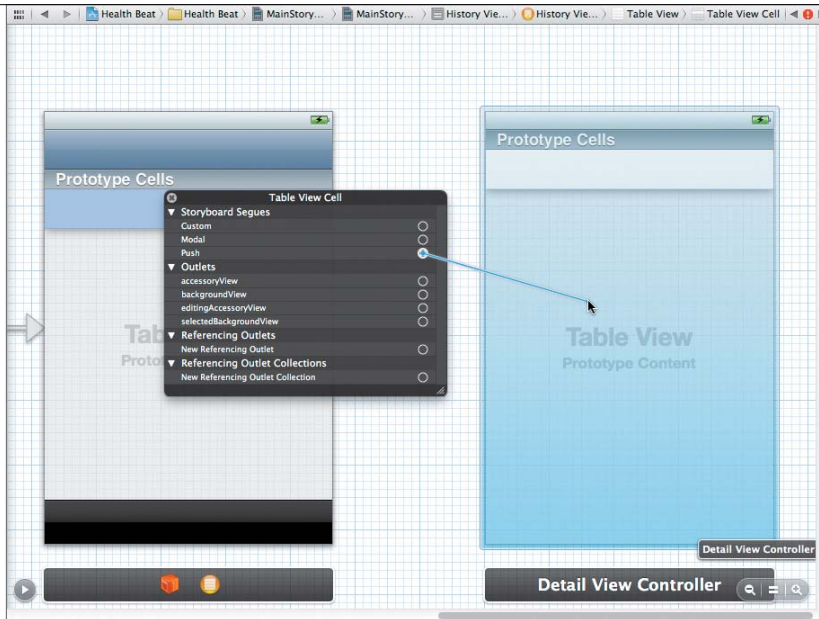 Health Beat Health Beat MainStory... MainStory... History Vie... History Vie... Table View Table View Cell
Prototype Cells
Prototype Cells
Table View Cell
Storyboard Segues
Custom
Modal
Push
Outlets
accessoryView
backgroundView
editingAccessoryView
selectedBackgroundView
Referencing Outlets
New Referencing Outlet
Referencing Outlet Collections
New Referencing Outlet Collection
Tab
Protot
Table View
Prototype Content
Detail View Controller
Detail View Controller